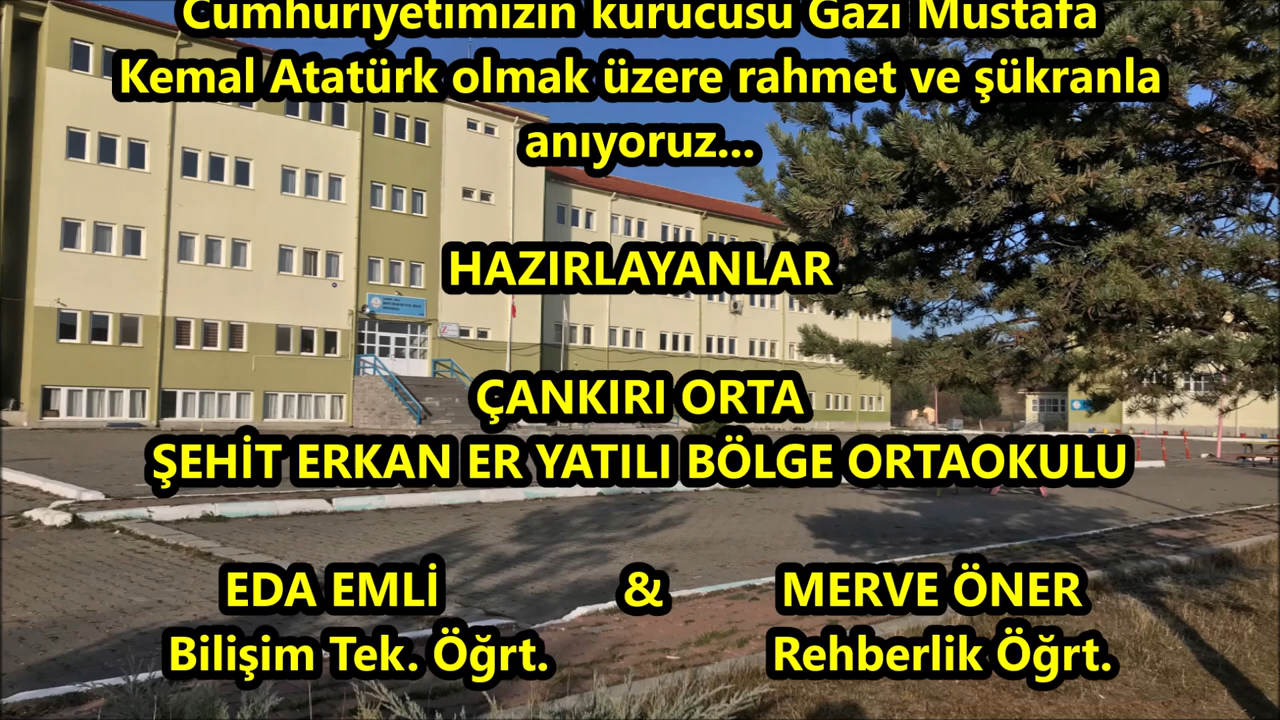 Cumhuriyetimizin kurucusu Gazi Mustafa
Kemal Atatürk olmak üzere rahmet ve şükranla
anıyoruz...
HAZIRLAYANLAR
ÇANKIRI ORTA
ŞEHİT ERKAN ER YATILI BÖLGE ORTAOKULU
EDA EMLİ & MERVE ÖNER
Bilişim Tek. Öğrt. Rehberlik Öğrt.